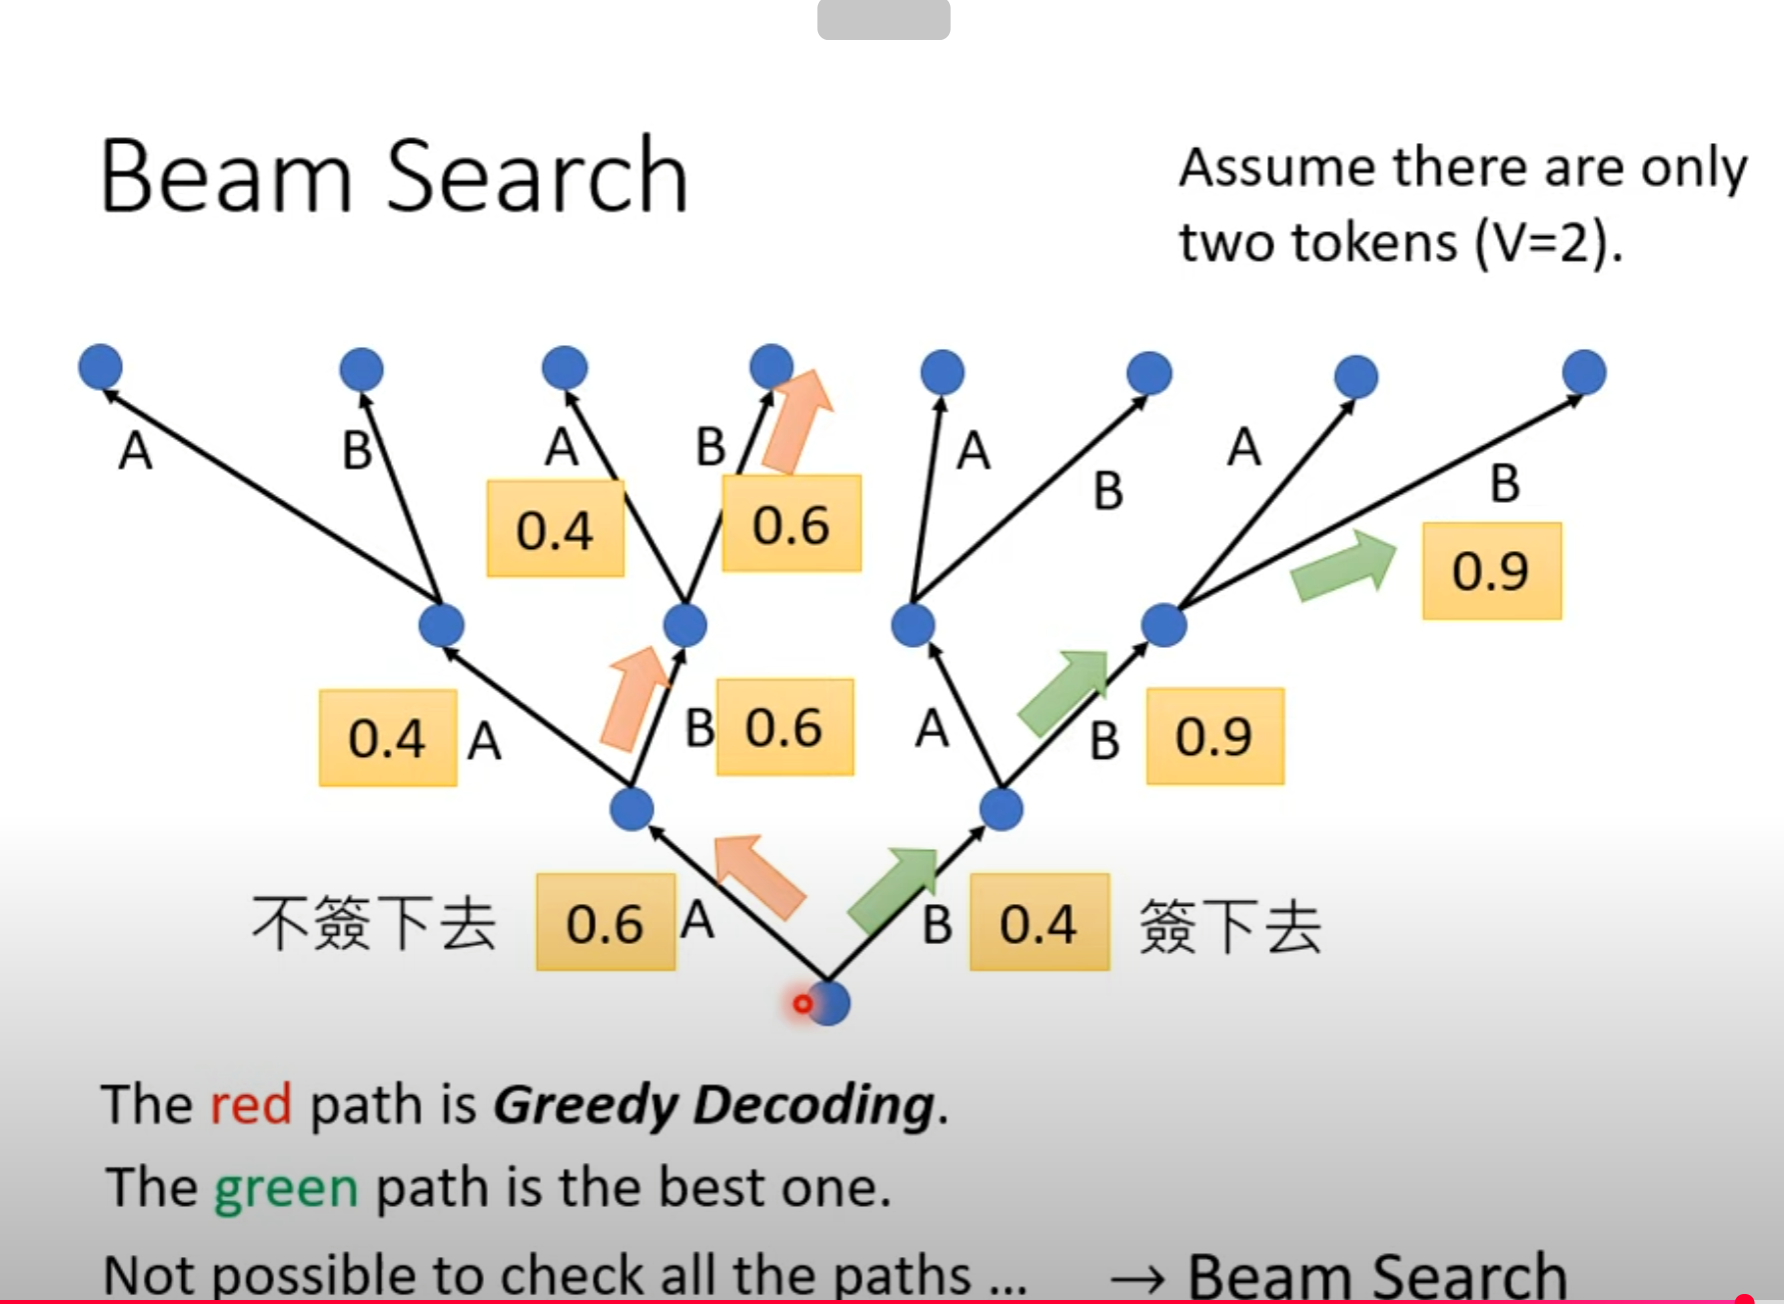 Beam Search
Assume there are only
two tokens (V=2).
A
B
A
B
A
B
A
B
0.4
0.6
0.9
0.4
A
B
0.6
A
B
0.9
不簽下去
0.6
A
B
0.4
簽下去
The red path is Greedy Decoding.
The green path is the best one.
Not possible to check all the paths ...
→ Beam Search